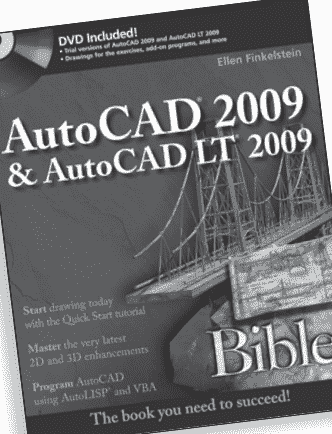 DVD Included!
• Trial versions of AutoCAD 2009 and AutoCAD LT 2009
• Drawings for the exercises, add-on programs, and more
Ellen Finkelstein
AutoCAD® 2009
& AutoCAD LT® 2009
Start drawing today
with the Quick Start tutorial
Master the very latest
2D and 3D enhancements
Program AutoCAD
using AutoLISP® and VBA
Bible
The book you need to succeed!